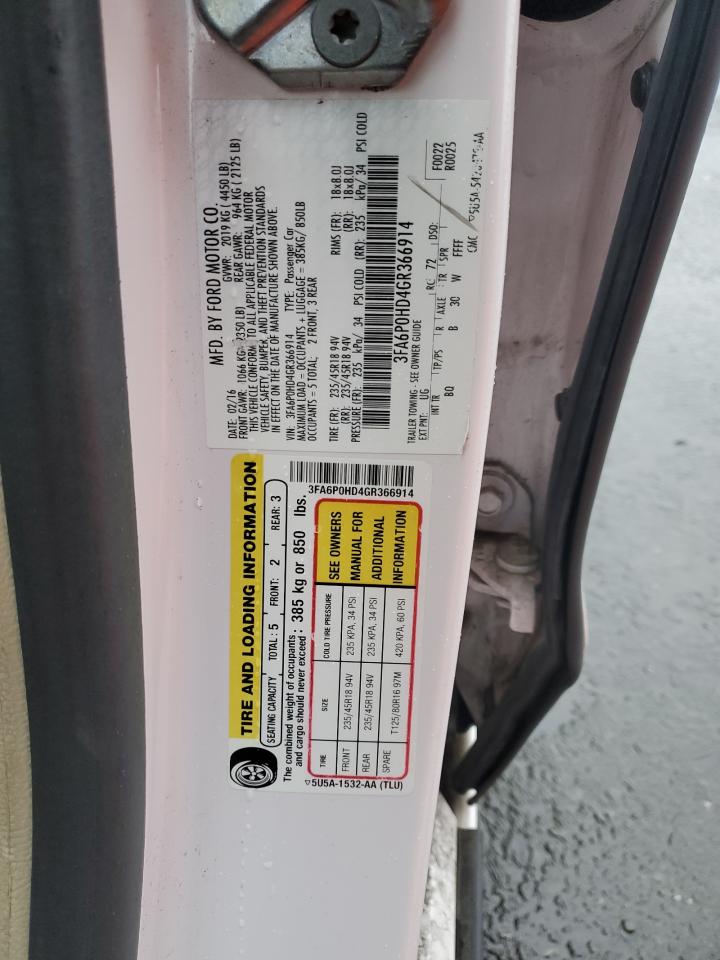 MFD. BY FORD MOTOR CO.
DATE: 02/16 GVWR: 2019 KG ( 4450 LB)
FRONT GAWR: 1066 KG 2350 LB) REAR GAWR: 964 KG ( 2125 LB)
THIS VEHICLE CONFORMS TO ALL APPLICABLE FEDERAL MOTOR
VEHICLE SAFETY, BUMPER, AND THEFT PREVENTION STANDARDS
IN EFFECT ON THE DATE OF MANUFACTURE SHOWN ABOVE.
VIN: 3FA6P0HD4GR366914 TYPE: Passenger Car
MAXIMUM LOAD = OCCUPANTS + LUGGAGE = 385KG/ 850LB
OCCUPANTS = 5 TOTAL; 2 FRONT, 3 REAR
TIRE (FR): 235/45R18 94V RIMS (FR): 18x8.0J
(RR): 235/45R18 94V (RR): 18x8.0J
PRESSURE (FR): 235 kPa/ 34 PSI COLD (RR): 235 kPa/ 34 PSI COLD
3FA6P0HD4GR366914
TRAILER TOWING - SEE OWNER GUIDE
EXT PNT: UG RC: 72 DSO: F0022
R0025
INT TR TP/PS R AXLE TR SPR
BQ B 30 W FFFF
CMC
TIRE AND LOADING INFORMATION
SEATING CAPACITY TOTAL : 5 FRONT: 2 REAR: 3
The combined weight of occupants
and cargo should never exceed : 385 kg or 850 lbs.
3FA6P0HD4GR366914
TIRE SIZE COLD TIRE PRESSURE SEE OWNERS
FRONT 235/45R18 94V 235 KPA, 34 PSI MANUAL FOR
REAR 235/45R18 94V 235 KPA, 34 PSI ADDITIONAL
SPARE T125/80R16 97M 420 KPA, 60 PSI INFORMATION
5U5A-1532-AA (TLU)